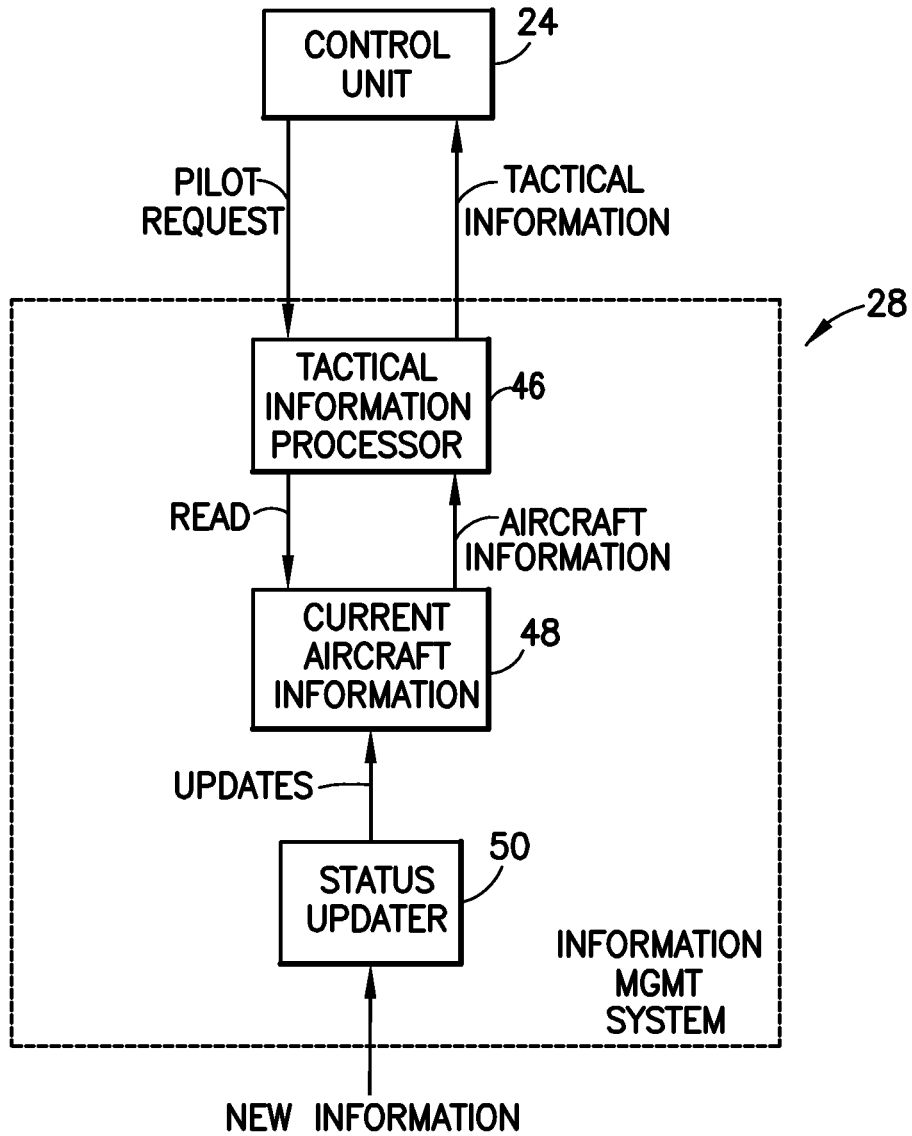 CONTROL
UNIT
24
PILOT
REQUEST
TACTICAL
INFORMATION
28
TACTICAL
INFORMATION
PROCESSOR
46
READ
AIRCRAFT
INFORMATION
CURRENT
AIRCRAFT
INFORMATION
48
UPDATES
STATUS
UPDATER
50
INFORMATION
MGMT
SYSTEM
NEW INFORMATION